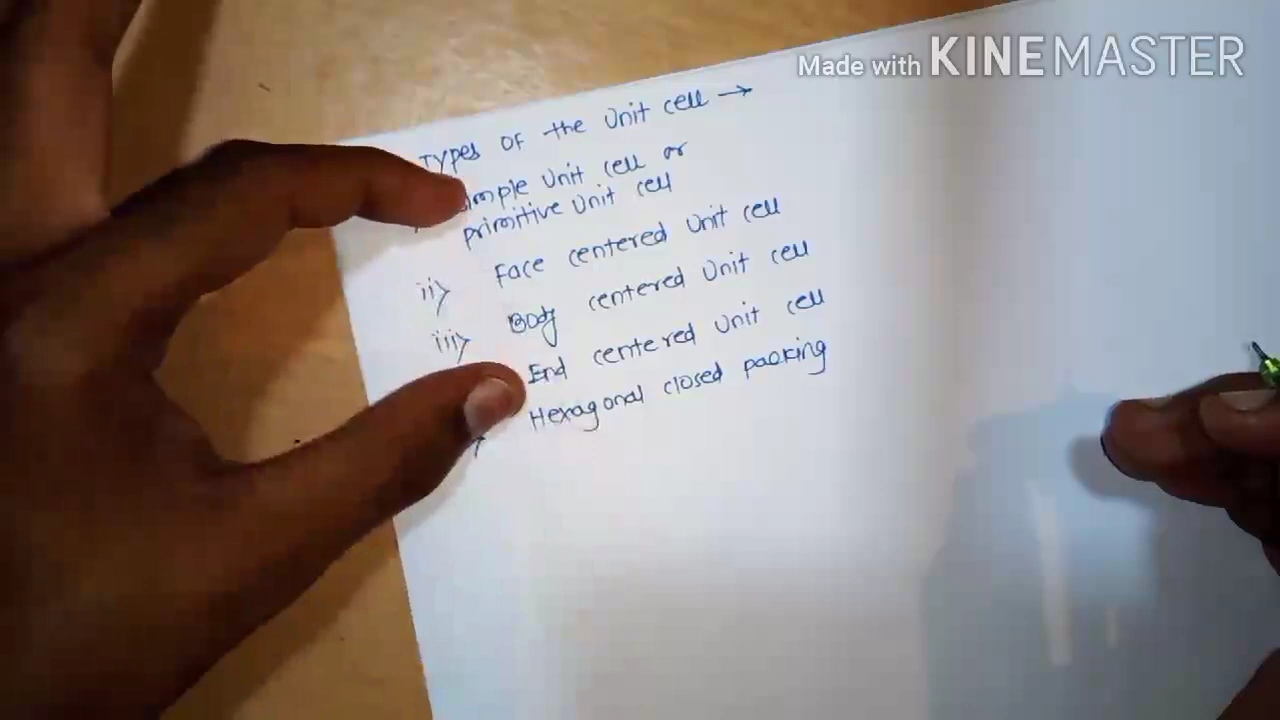 Made with KINEMASTER
Types of the Unit cell →
imple Unit cell or
primitive Unit cell
ii> Face centered Unit cell
iii> Body centered Unit cell
End centered Unit cell
Hexagonal closed packing